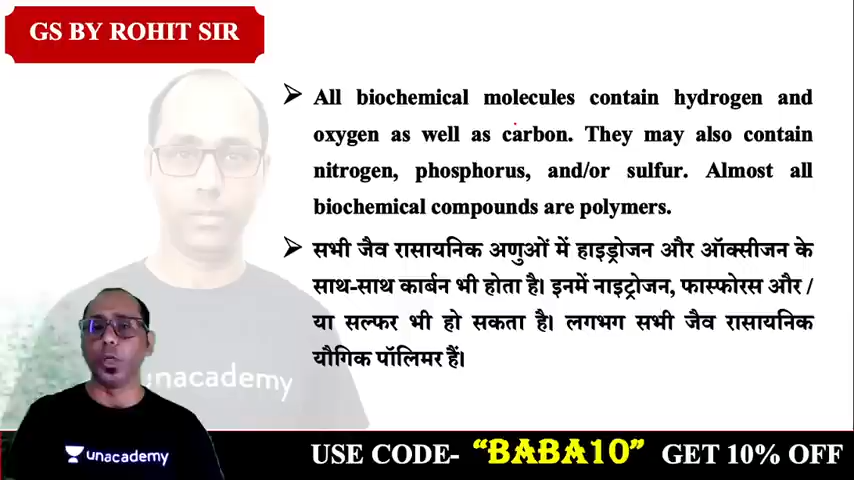 GS BY ROHIT SIR
➢ All biochemical molecules contain hydrogen and
oxygen as well as carbon. They may also contain
nitrogen, phosphorus, and/or sulfur. Almost all
biochemical compounds are polymers.
➢ सभी जैव रासायनिक अणुओं में हाइड्रोजन और ऑक्सीजन के
साथ-साथ कार्बन भी होता है। इनमें नाइट्रोजन, फास्फोरस और /
या सल्फर भी हो सकता है। लगभग सभी जैव रासायनिक
यौगिक पॉलिमर हैं।
unacademy
unacademy
USE CODE- “BABA10” GET 10% OFF